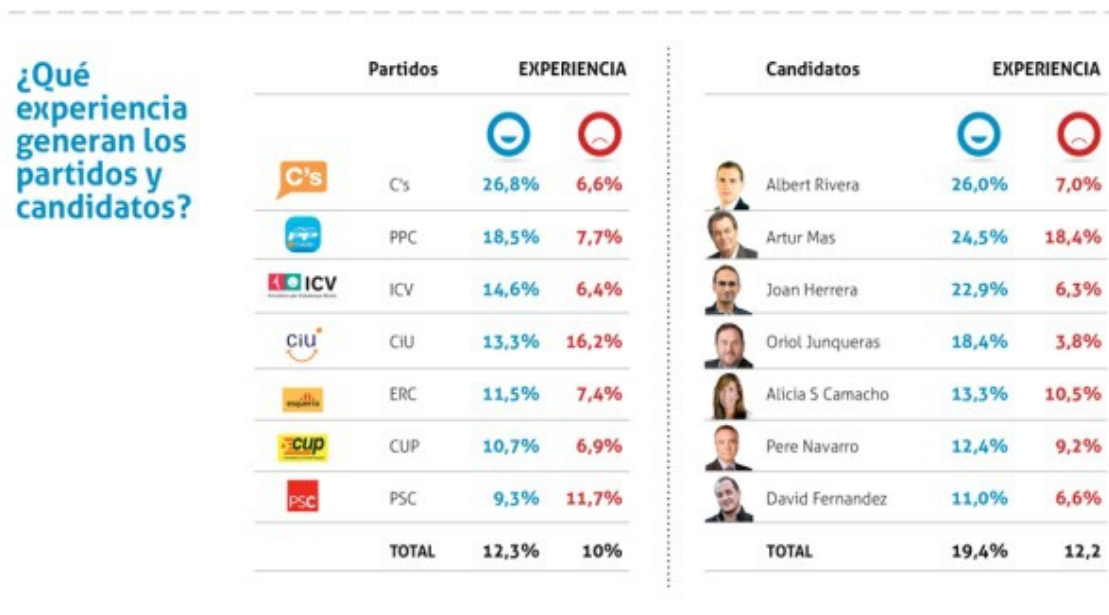 ¿Qué
experiencia
generan los
partidos y
candidatos?
Partidos EXPERIENCIA
C's C's 26,8% 6,6%
PPC 18,5% 7,7%
ICV ICV 14,6% 6,4%
CiU CiU 13,3% 16,2%
esquerra ERC 11,5% 7,4%
cup CUP 10,7% 6,9%
PSC PSC 9,3% 11,7%
TOTAL 12,3% 10%
Candidatos EXPERIENCIA
Albert Rivera 26,0% 7,0%
Artur Mas 24,5% 18,4%
Joan Herrera 22,9% 6,3%
Oriol Junqueras 18,4% 3,8%
Alicia S Camacho 13,3% 10,5%
Pere Navarro 12,4% 9,2%
David Fernandez 11,0% 6,6%
TOTAL 19,4% 12,2